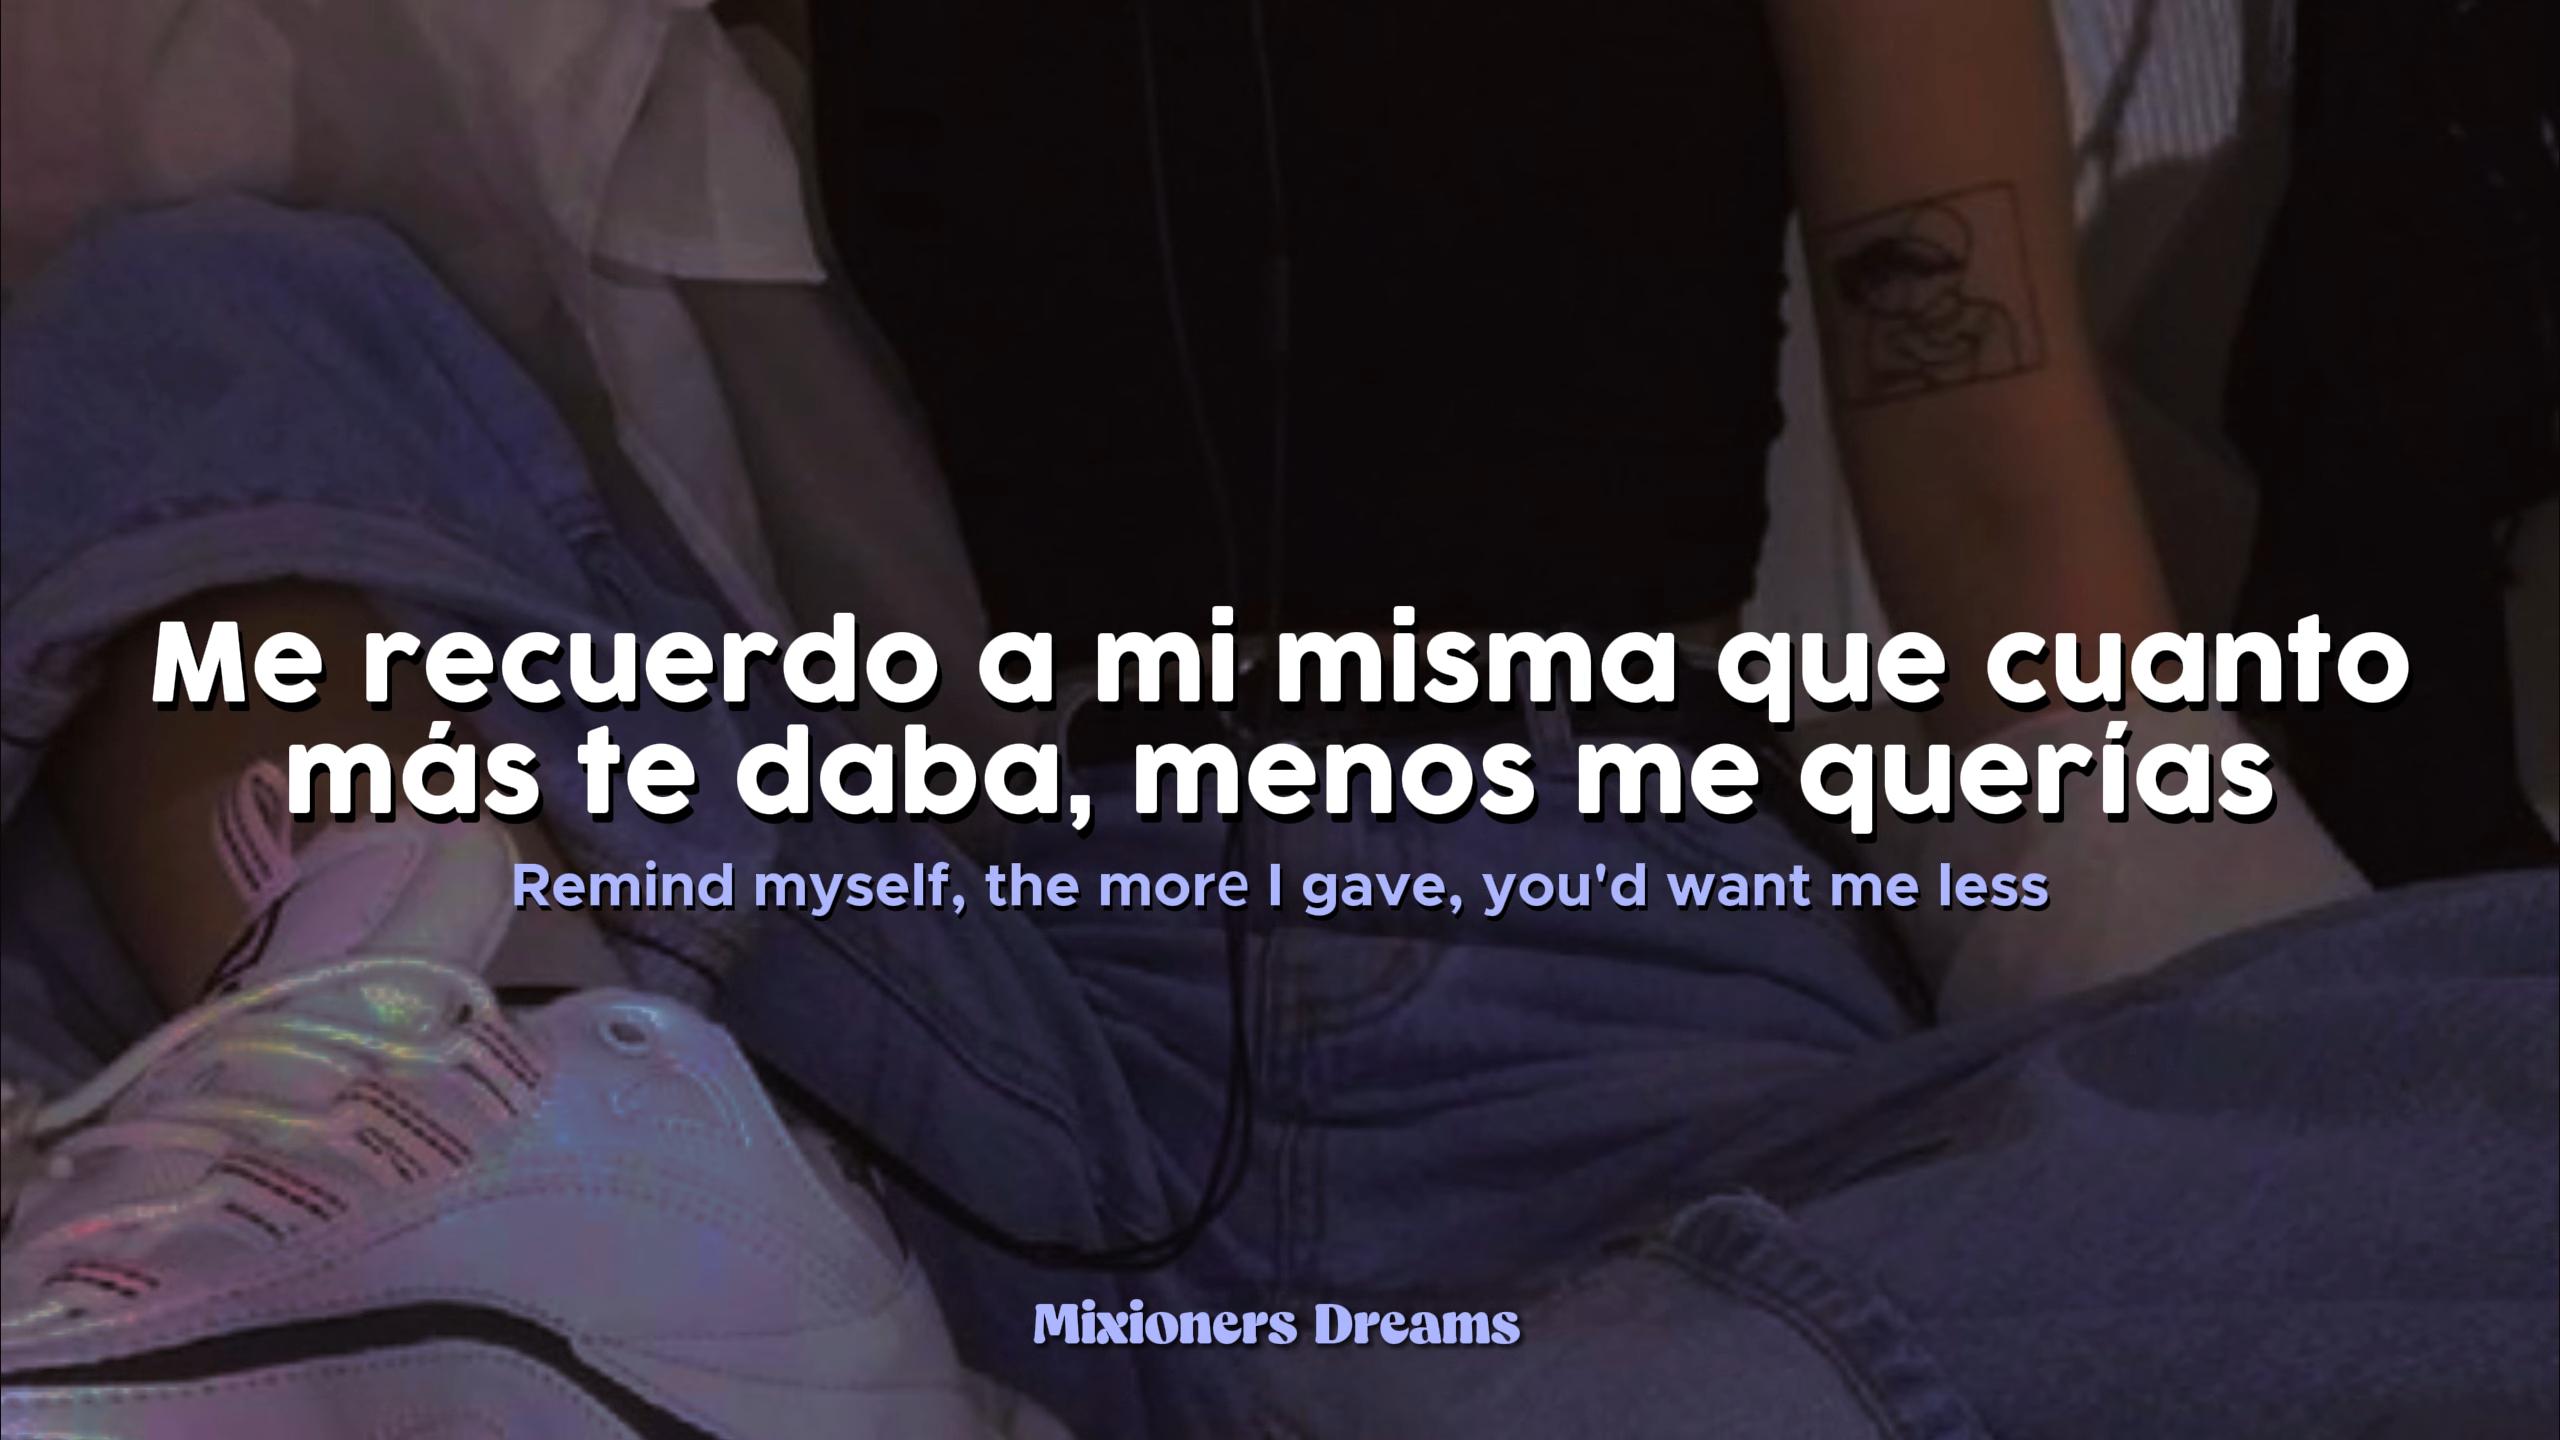 Me recuerdo a mi misma que cuanto
más te daba, menos me querías
Remind myself, the more I gave, you'd want me less
Mixioners Dreams